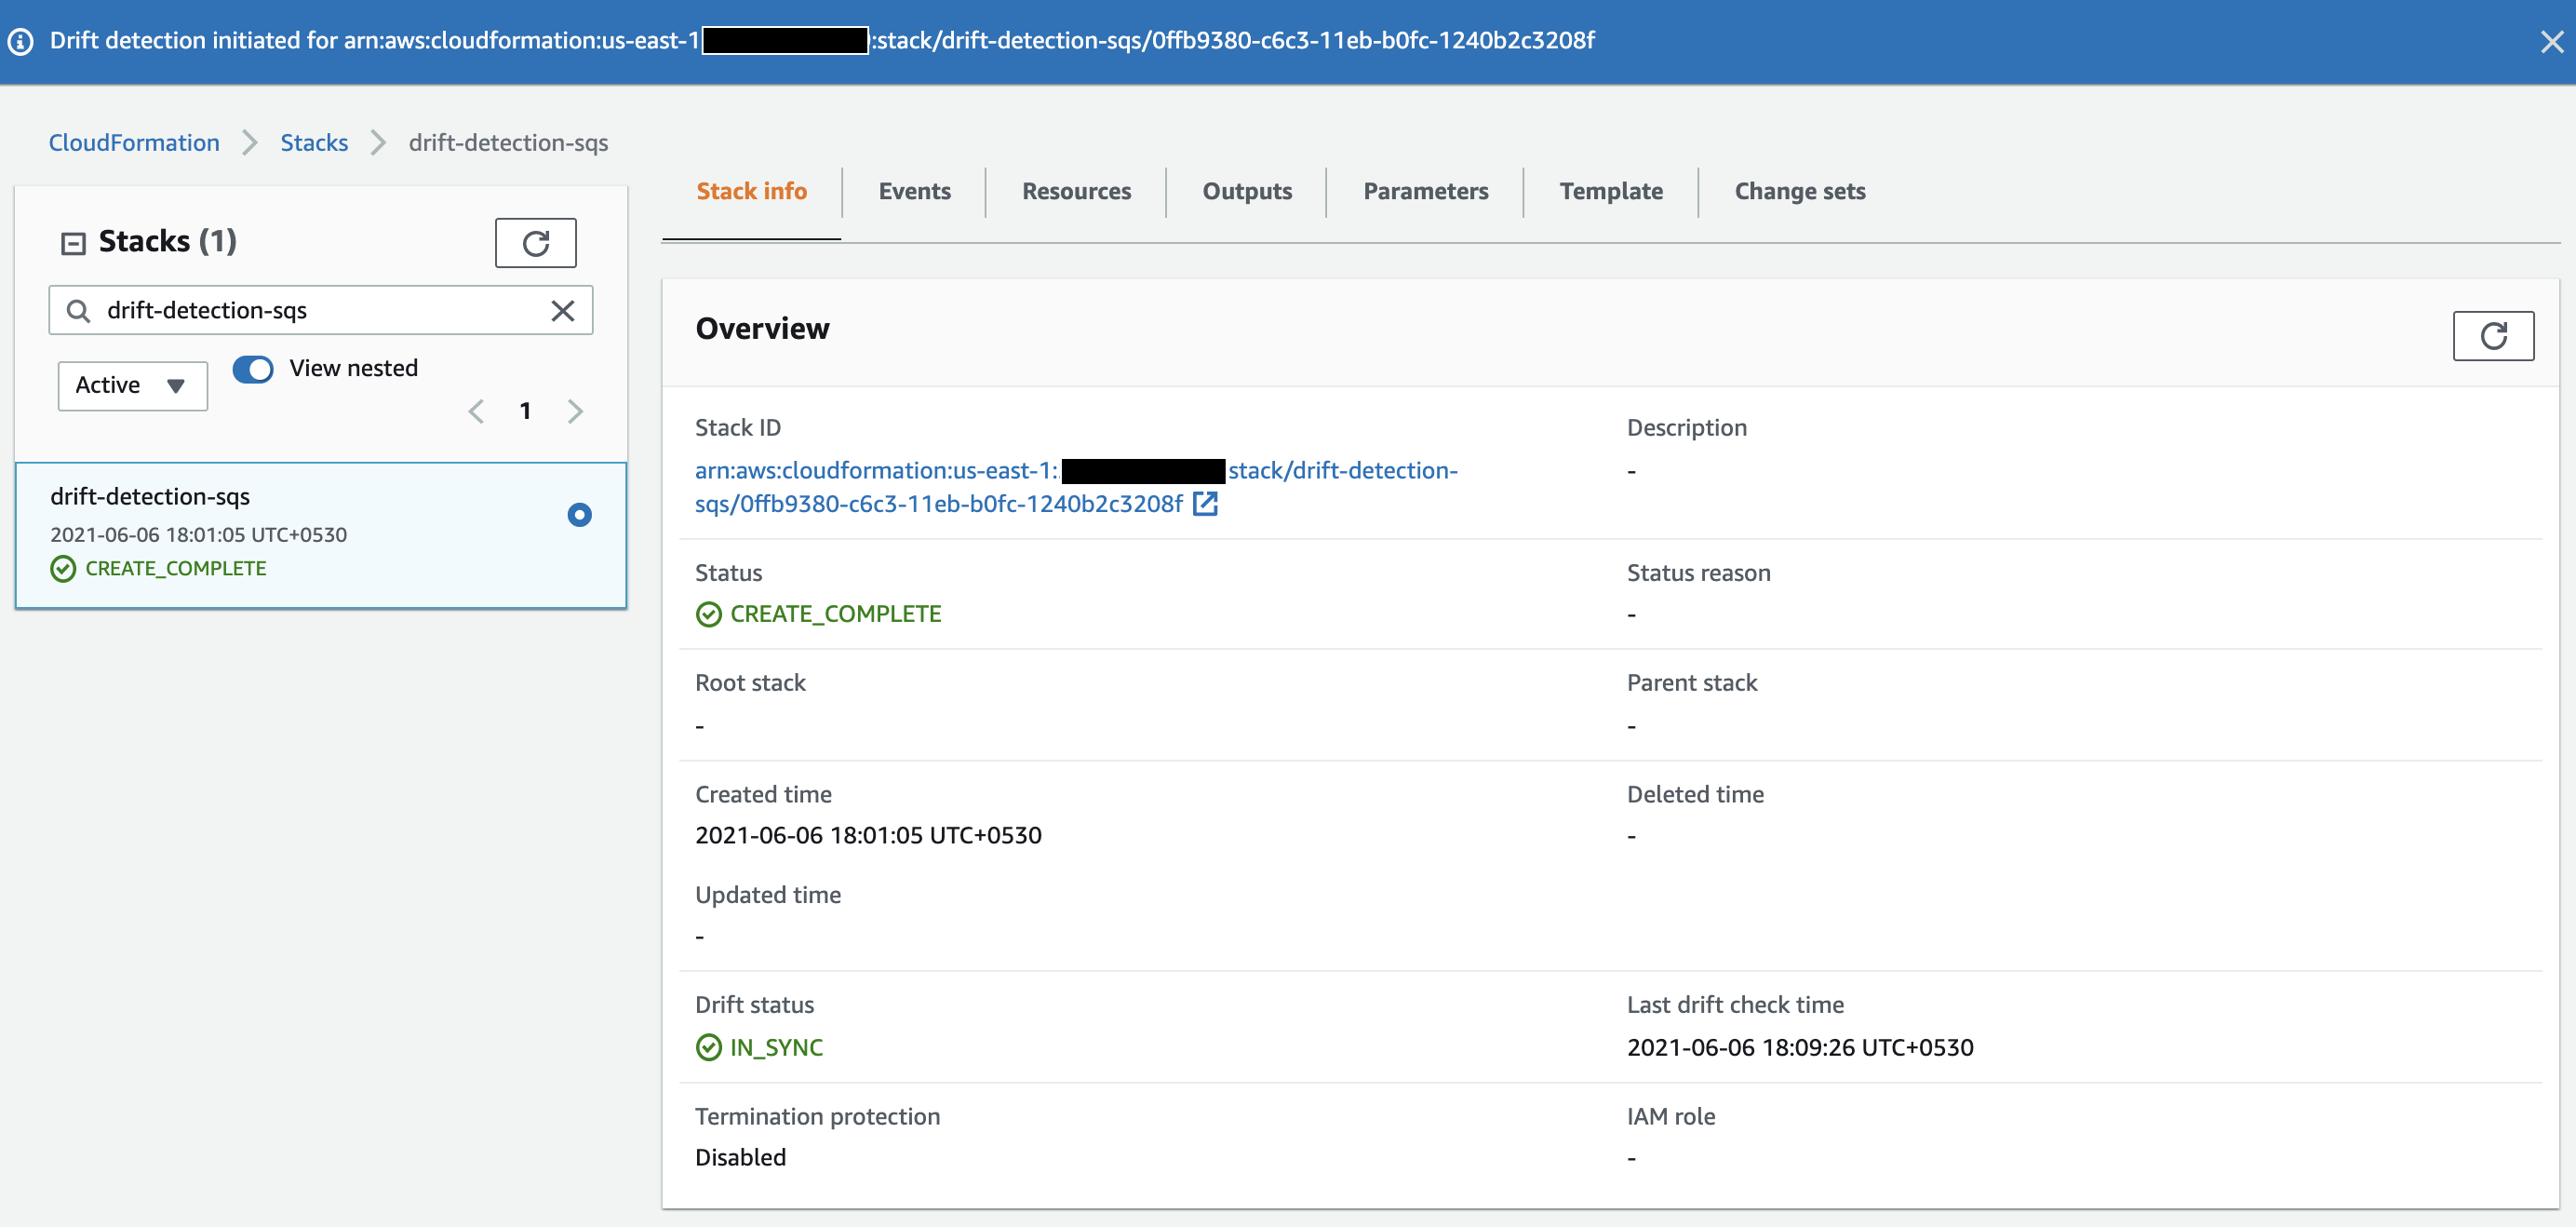 Drift detection initiated for arn:aws:cloudformation:us-east-1 :stack/drift-detection-sqs/0ffb9380-c6c3-11eb-b0fc-1240b2c3208f
CloudFormation Stacks drift-detection-sqs
Stacks (1)
drift-detection-sqs
Active View nested
1
drift-detection-sqs
2021-06-06 18:01:05 UTC+0530
CREATE_COMPLETE
Stack info Events Resources Outputs Parameters Template Change sets
Overview
Stack ID
arn:aws:cloudformation:us-east-1: stack/drift-detection-
sqs/0ffb9380-c6c3-11eb-b0fc-1240b2c3208f
Description
-
Status
CREATE_COMPLETE
Status reason
-
Root stack
-
Parent stack
-
Created time
2021-06-06 18:01:05 UTC+0530
Deleted time
-
Updated time
-
Drift status
IN_SYNC
Last drift check time
2021-06-06 18:09:26 UTC+0530
Termination protection
Disabled
IAM role
-